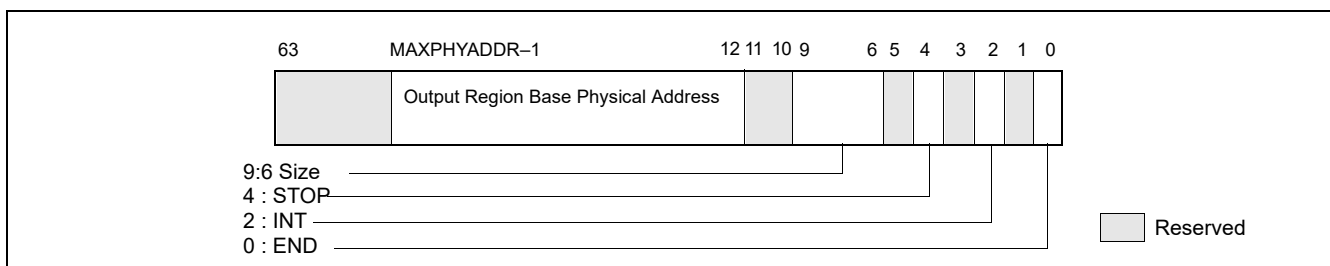 63 MAXPHYADDR–1 12 11 10 9 6 5 4 3 2 1 0
Output Region Base Physical Address
9:6 Size
4 : STOP
2 : INT
0 : END
Reserved